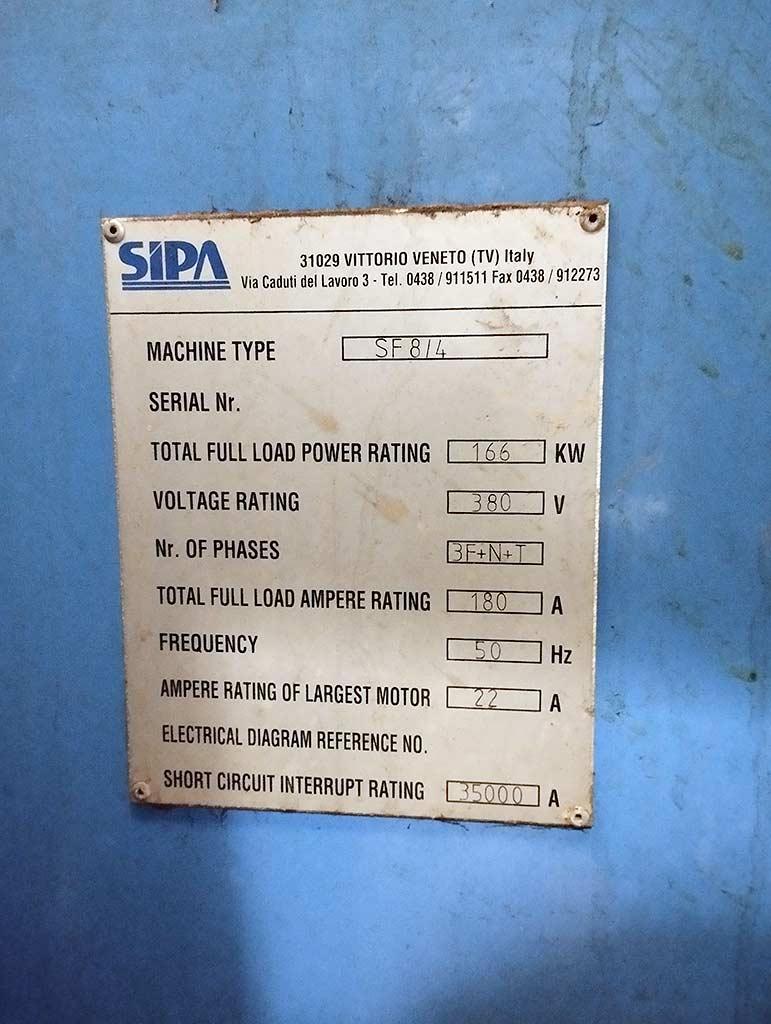 SIPA
31029 VITTORIO VENETO (TV) Italy
Via Caduti del Lavoro 3 - Tel. 0438 / 911511 Fax 0438 / 912273
MACHINE TYPE SF 8/4
SERIAL Nr.
TOTAL FULL LOAD POWER RATING 166 KW
VOLTAGE RATING 380 V
Nr. OF PHASES 3F+N+T
TOTAL FULL LOAD AMPERE RATING 180 A
FREQUENCY 50 Hz
AMPERE RATING OF LARGEST MOTOR 22 A
ELECTRICAL DIAGRAM REFERENCE NO.
SHORT CIRCUIT INTERRUPT RATING 35000 A